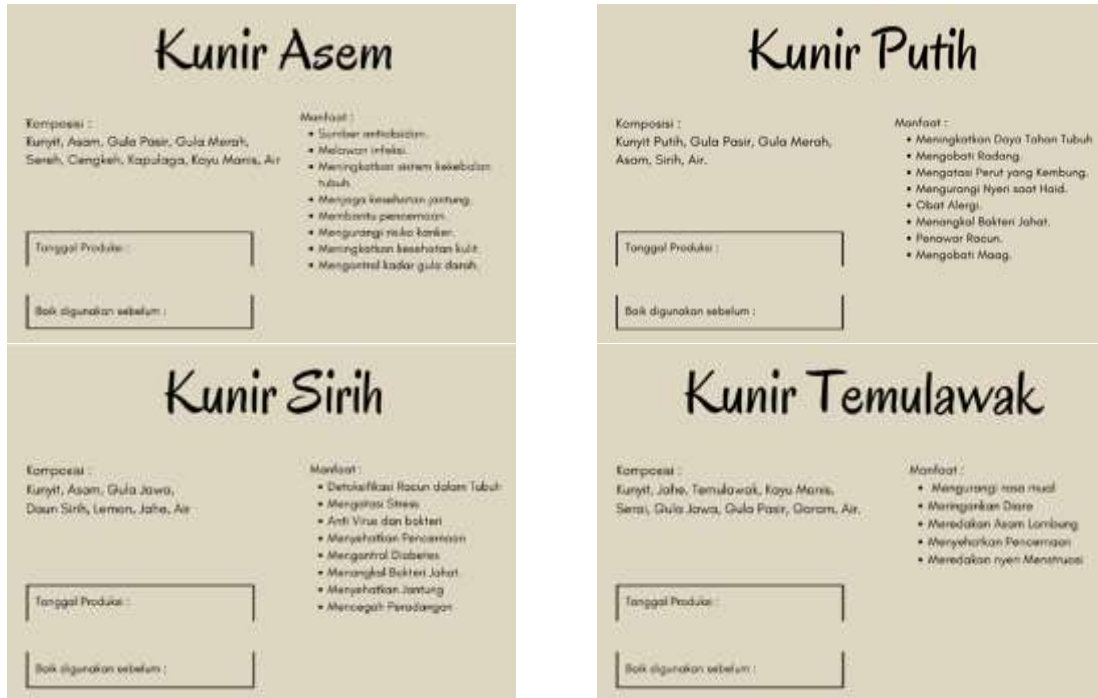 Kunir Asem
Komposisi :
Kunyit, Asam, Gula Pasir, Gula Merah,
Sereh, Cengkeh, Kapulaga, Kayu Manis, Air
Manfaat :
• Sumber antioksidan.
• Melawan infeksi.
• Meningkatkan sistem kekebalan
tubuh.
• Menjaga kesehatan jantung.
• Membantu pencernaan.
• Mengurangi risiko kanker.
• Meningkatkan kesehatan kulit.
• Mengontrol kadar gula darah.
Tanggal Produksi :
Baik digunakan sebelum :
Kunir Putih
Komposisi :
Kunyit Putih, Gula Pasir, Gula Merah,
Asam, Sirih, Air.
Manfaat :
• Meningkatkan Daya Tahan Tubuh
• Mengobati Radang.
• Mengatasi Perut yang Kembung.
• Mengurangi Nyeri saat Haid.
• Obat Alergi.
• Menangkal Bakteri Jahat.
• Penawar Racun.
• Mengobati Maag.
Tanggal Produksi :
Baik digunakan sebelum :
Kunir Sirih
Komposisi :
Kunyit, Asam, Gula Jawa,
Daun Sirih, Lemon, Jahe, Air
Manfaat :
• Detoksifikasi Racun dalam Tubuh
• Mengatasi Stress
• Anti Virus dan bakteri
• Menyehatkan Pencernaan
• Mengontrol Diabetes
• Menangkal Bakteri Jahat.
• Menyehatkan Jantung
• Mencegah Peradangan
Tanggal Produksi :
Baik digunakan sebelum :
Kunir Temulawak
Komposisi :
Kunyit, Jahe, Temulawak, Kayu Manis,
Serai, Gula Jawa, Gula Pasir, Garam, Air.
Manfaat :
• Mengurangi rasa mual
• Meringankan Diare
• Meredakan Asam Lambung
• Menyehatkan Pencernaan
• Meredakan nyeri Menstruasi
Tanggal Produksi :
Baik digunakan sebelum :